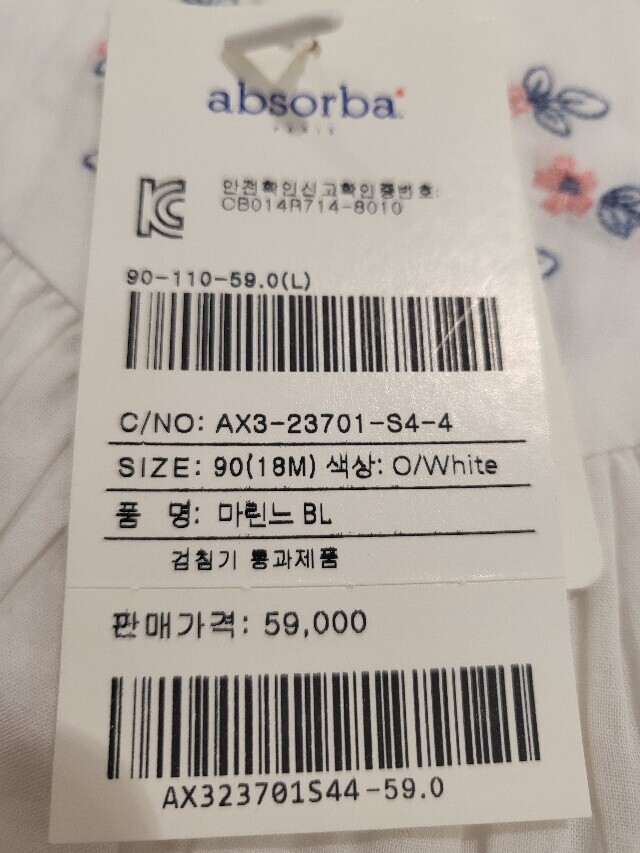 absorba
PARIS
안전확인신고확인증번호:
CB014R714-8010
90-110-59.0(L)
C/NO: AX3-23701-S4-4
SIZE: 90(18M) 색상: O/White
품 명: 마린느 BL
검침기 통과제품
판매가격: 59,000
AX323701S44-59.0